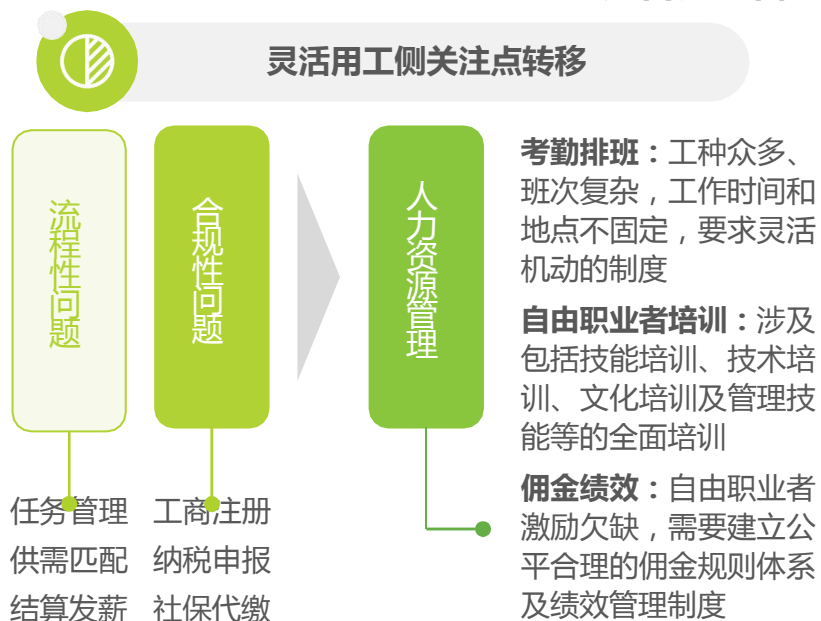 灵活用工侧关注点转移
流程性问题
合规性问题
人力资源管理
任务管理
供需匹配
结算发薪
工商注册
纳税申报
社保代缴
考勤排班：工种众多、
班次复杂，工作时间和
地点不固定，要求灵活
机动的制度
自由职业者培训：涉及
包括技能培训、技术培
训、文化培训及管理技
能等的全面培训
佣金绩效：自由职业者
激励欠缺，需要建立公
平合理的佣金规则体系
及绩效管理制度